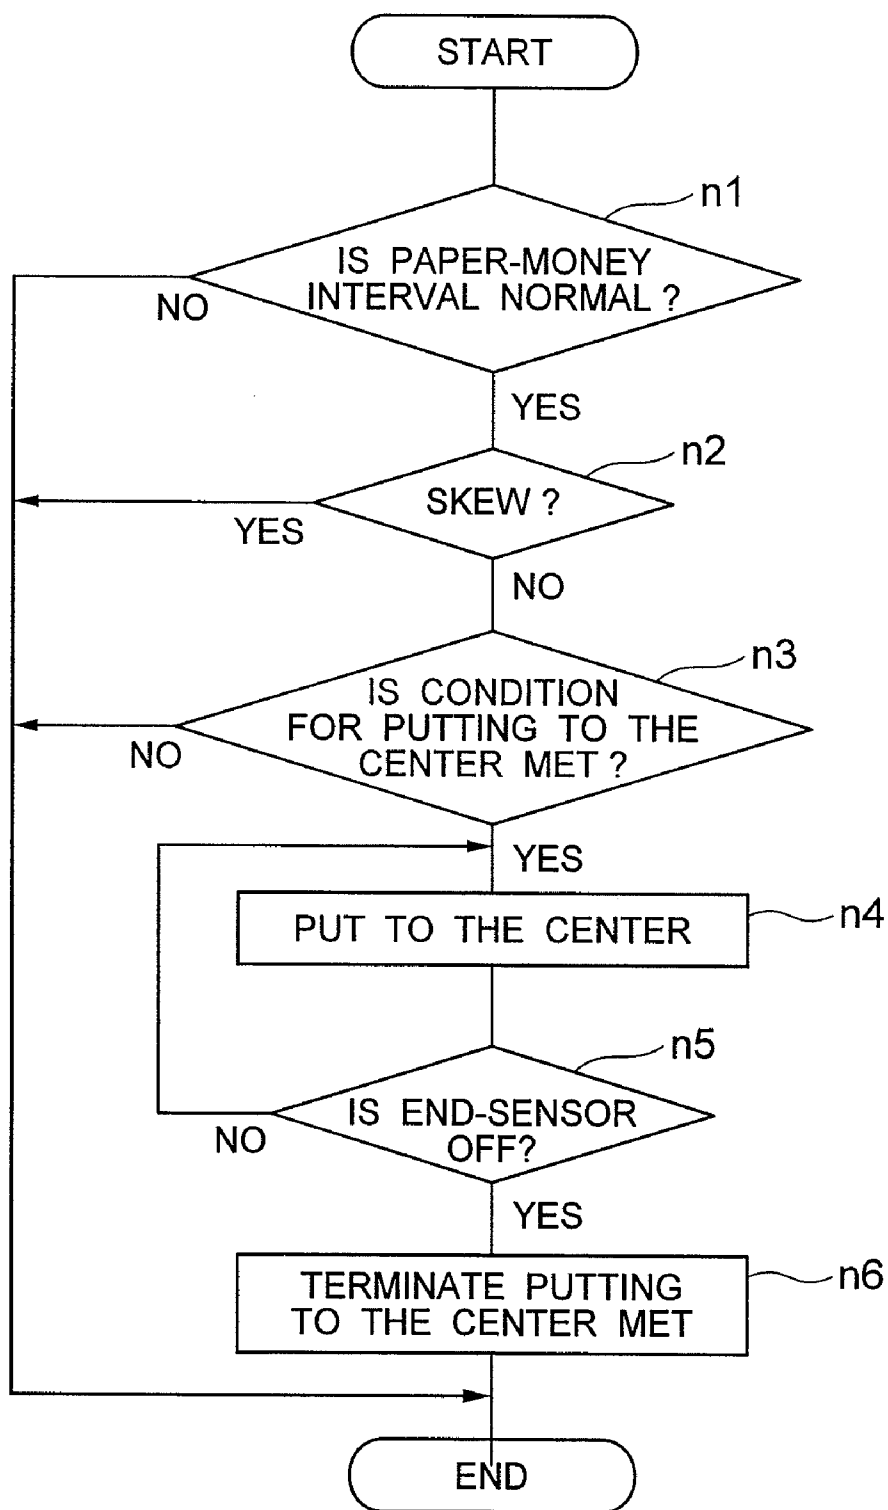 START
n1
IS PAPER-MONEY
INTERVAL NORMAL ?
NO
YES
n2
SKEW ?
YES
NO
n3
IS CONDITION
FOR PUTTING TO THE
CENTER MET ?
NO
YES
n4
PUT TO THE CENTER
n5
IS END-SENSOR
OFF?
NO
YES
n6
TERMINATE PUTTING
TO THE CENTER MET
END